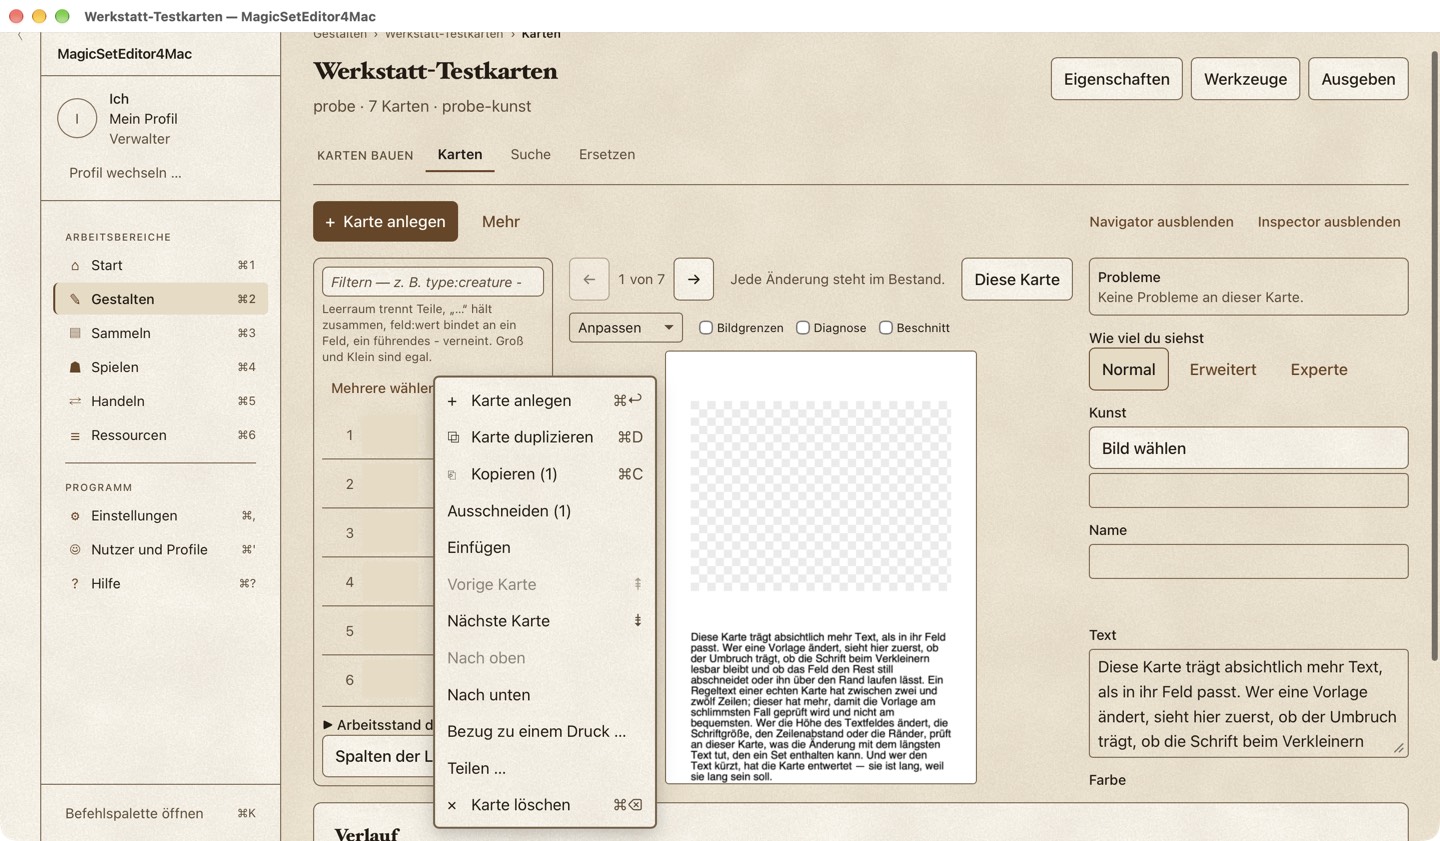 Werkstatt-Testkarten — MagicSetEditor4Mac
MagicSetEditor4Mac
I
Ich
Mein Profil
Verwalter
Profil wechseln ...
ARBEITSBEREICHE
Start ⌘1
Gestalten ⌘2
Sammeln ⌘3
Spielen ⌘4
Handeln ⌘5
Ressourcen ⌘6
PROGRAMM
Einstellungen ⌘,
Nutzer und Profile ⌘'
? Hilfe ⌘?
Befehlspalette öffnen ⌘K
Gestalten › Werkstatt-Testkarten › Karten
Werkstatt-Testkarten
probe · 7 Karten · probe-kunst
Eigenschaften
Werkzeuge
Ausgeben
KARTEN BAUEN
Karten
Suche
Ersetzen
+ Karte anlegen
Mehr
Navigator ausblenden
Inspector ausblenden
Filtern — z. B. type:creature -
Leerraum trennt Teile, „…“ hält
zusammen, feld:wert bindet an ein
Feld, ein führendes - verneint. Groß
und Klein sind egal.
Mehrere wählen
1
2
3
4
5
6
▶ Arbeitsstand d
Spalten der L
+ Karte anlegen ⌘↩
Karte duplizieren ⌘D
Kopieren (1) ⌘C
Ausschneiden (1)
Einfügen
Vorige Karte ⇞
Nächste Karte ⇟
Nach oben
Nach unten
Bezug zu einem Druck ...
Teilen ...
× Karte löschen ⌘⌫
← 1 von 7 →
Jede Änderung steht im Bestand.
Diese Karte
Anpassen
Bildgrenzen
Diagnose
Beschnitt
Diese Karte trägt absichtlich mehr Text, als in ihr Feld
passt. Wer eine Vorlage ändert, sieht hier zuerst, ob
der Umbruch trägt, ob die Schrift beim Verkleinern
lesbar bleibt und ob das Feld den Rest still
abschneidet oder ihn über den Rand laufen lässt. Ein
Regeltext einer echten Karte hat zwischen zwei und
zwölf Zeilen; dieser hat mehr, damit die Vorlage am
schlimmsten Fall geprüft wird und nicht am
bequemsten. Wer die Höhe des Textfeldes ändert, die
Schriftgröße, den Zeilenabstand oder die Ränder, prüft
an dieser Karte, was die Änderung mit dem längsten
Text tut, den ein Set enthalten kann. Und wer den
Text kürzt, hat die Karte entwertet — sie ist lang, weil
sie lang sein soll.
Probleme
Keine Probleme an dieser Karte.
Wie viel du siehst
Normal
Erweitert
Experte
Kunst
Bild wählen
Name
Text
Diese Karte trägt absichtlich mehr Text,
als in ihr Feld passt. Wer eine Vorlage
ändert, sieht hier zuerst, ob der Umbruch
trägt, ob die Schrift beim Verkleinern
Farbe
Verlauf